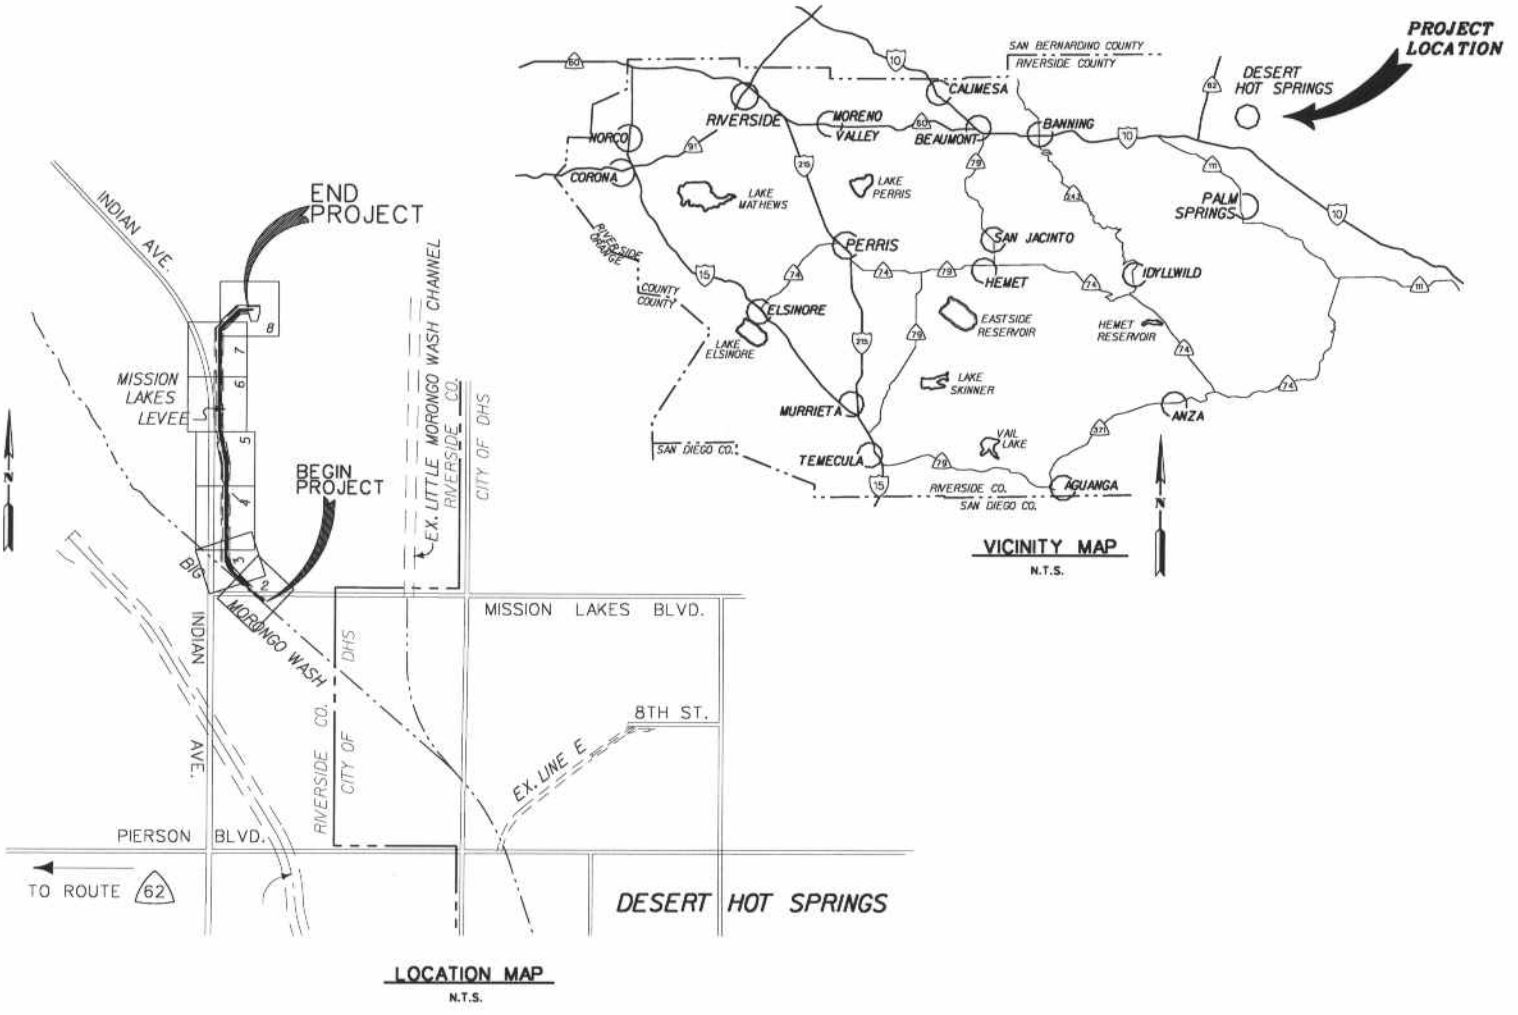 PROJECT
LOCATION
SAN BERNARDINO COUNTY
RIVERSIDE COUNTY
DESERT
HOT SPRINGS
60
10
62
CALIMESA
RIVERSIDE
MORENO
VALLEY
60
BEAUMONT
BANNING
10
NORCO
91
CORONA
215
79
111
LAKE
MATHEWS
LAKE
PERRIS
243
PALM
SPRINGS
10
RIVERSIDE
ORANGE
COUNTY
COUNTY
PERRIS
SAN JACINTO
15
74
74
79
HEMET
74
IDYLLWILD
111
ELSINORE
LAKE
ELSINORE
EASTSIDE
RESERVOIR
HEMET
RESERVOIR
215
79
74
LAKE
SKINNER
74
MURRIETA
ANZA
371
SAN DIEGO CO.
VAIL
LAKE
TEMECULA
79
15
RIVERSIDE CO.
SAN DIEGO CO.
AGUANGA
N
VICINITY MAP
N.T.S.
INDIAN AVE.
END
PROJECT
8
7
6
5
4
3
2
MISSION
LAKES
LEVEE
BEGIN
PROJECT
EX. LITTLE MORONGO WASH CHANNEL
RIVERSIDE CO.
CITY OF DHS
N
BIG
MORONGO WASH
MISSION LAKES BLVD.
INDIAN
AVE.
RIVERSIDE CO.
CITY OF DHS
8TH ST.
EX. LINE E
PIERSON BLVD.
TO ROUTE 62
DESERT HOT SPRINGS
LOCATION MAP
N.T.S.